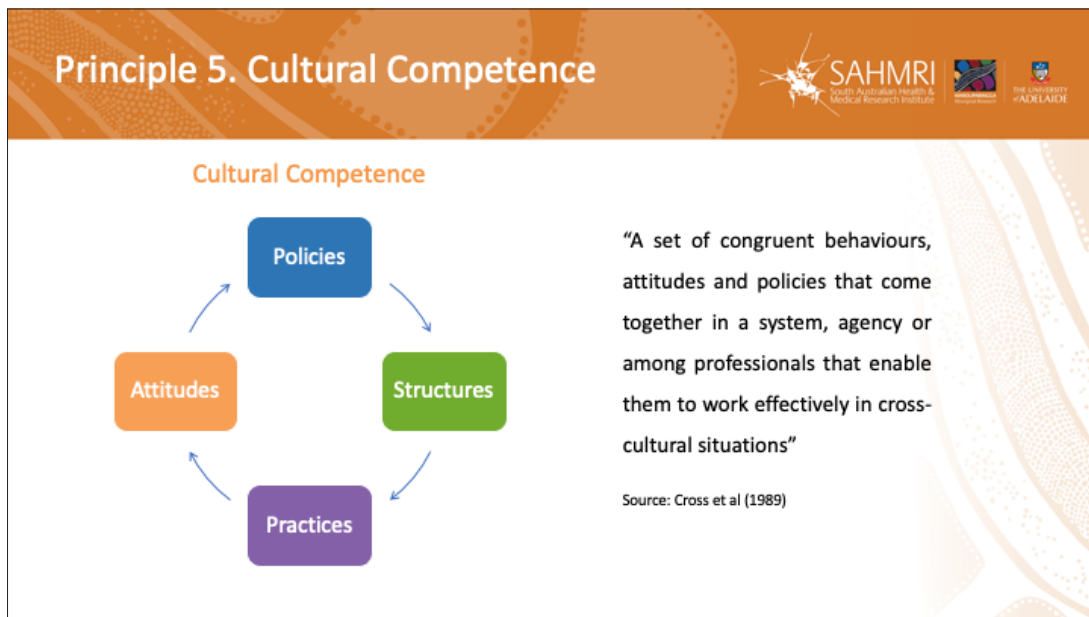 Principle 5. Cultural Competence
SAHMRI
South Australian Health &
Medical Research Institute
THE UNIVERSITY
of ADELAIDE
Cultural Competence
Policies
Structures
Practices
Attitudes
“A set of congruent behaviours,
attitudes and policies that come
together in a system, agency or
among professionals that enable
them to work effectively in cross-
cultural situations”
Source: Cross et al (1989)